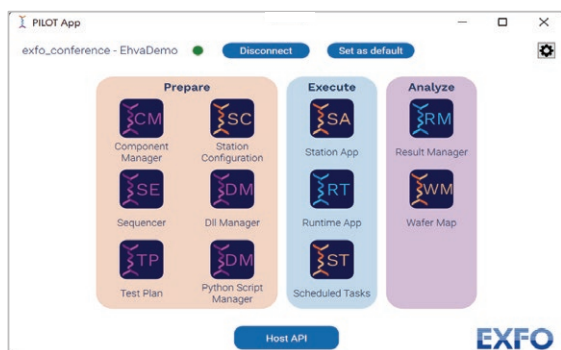 PILOT App
exfo_conference - EhvaDemo
Disconnect
Set as default
Prepare
Execute
Analyze
CM
SC
SA
RM
Component Manager
Station Configuration
Station App
Result Manager
SE
DM
RT
WM
Sequencer
Dll Manager
Runtime App
Wafer Map
TP
DM
ST
Test Plan
Python Script Manager
Scheduled Tasks
Host API
EXFO